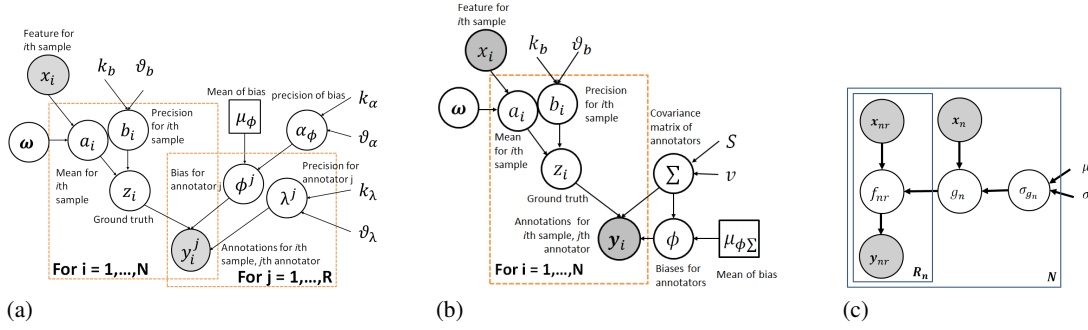 Feature for
ith sample
x_i
k_b
ϑ_b
Precision
for ith
sample
ω
a_i
b_i
Mean for
ith
sample
z_i
Ground truth
Mean of bias
μ_ϕ
precision of bias
k_α
α_ϕ
ϑ_α
Bias for
annotator j
ϕ^j
Precision for
annotator j
λ^j
k_λ
ϑ_λ
y_i^j
Annotations for ith
sample, jth annotator
For i = 1,...,N
For j = 1,...,R
(a)
Feature for
ith sample
x_i
k_b
ϑ_b
Precision
for ith
sample
ω
a_i
b_i
Mean for
ith
sample
z_i
Ground truth
Covariance
matrix of
annotators
S
Σ
v
Annotations for
ith sample, jth
annotator
y_i
ϕ
μ_ϕΣ
Biases for
annotators
Mean of bias
For i = 1,...,N
(b)
x_nr
x_n
f_nr
g_n
σ_g_n
μ
σ
y_nr
R_n
N
(c)